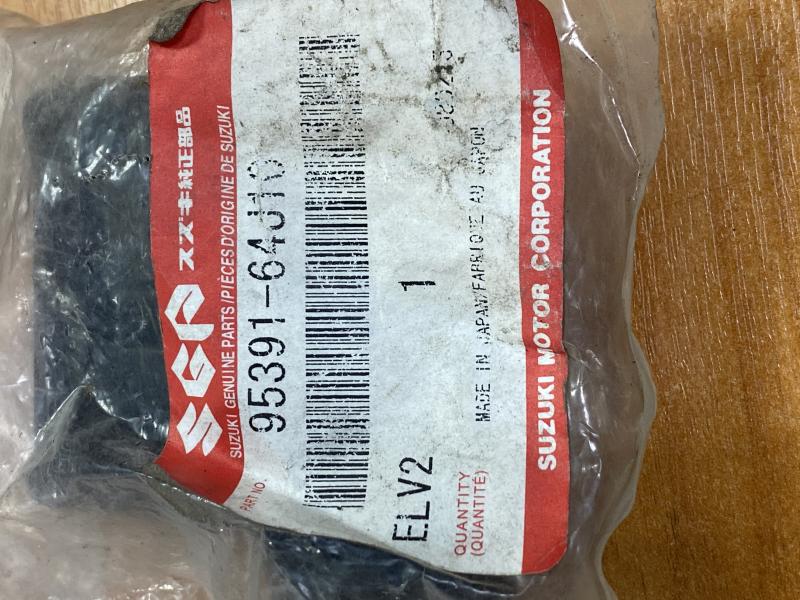 SGP スズキ純正部品
SUZUKI GENUINE PARTS/PIECES D'ORIGINE DE SUZUKI
PART NO.
95391-64J10
ELV2 1
QUANTITY
(QUANTITÉ)
MADE IN JAPAN/FABRIQUE AU JAPON
SUZUKI MOTOR CORPORATION